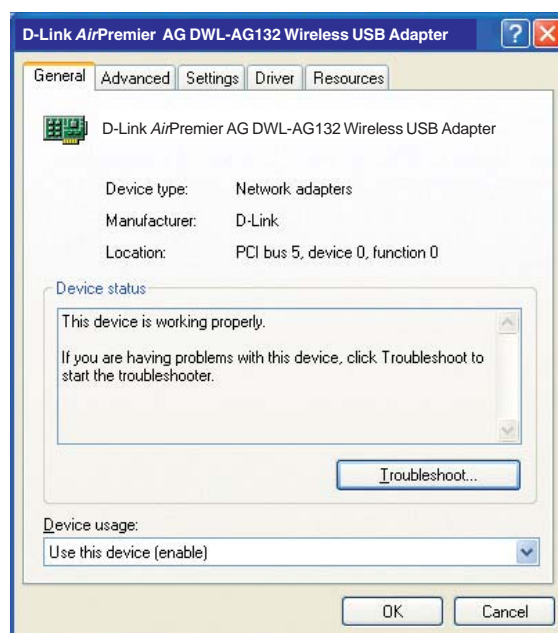 D-Link AirPremier AG DWL-AG132 Wireless USB Adapter
General Advanced Settings Driver Resources
D-Link AirPremier AG DWL-AG132 Wireless USB Adapter
Device type: Network adapters
Manufacturer: D-Link
Location: PCI bus 5, device 0, function 0
Device status
This device is working properly.
If you are having problems with this device, click Troubleshoot to
start the troubleshooter.
Troubleshoot...
Device usage:
Use this device (enable)
OK Cancel